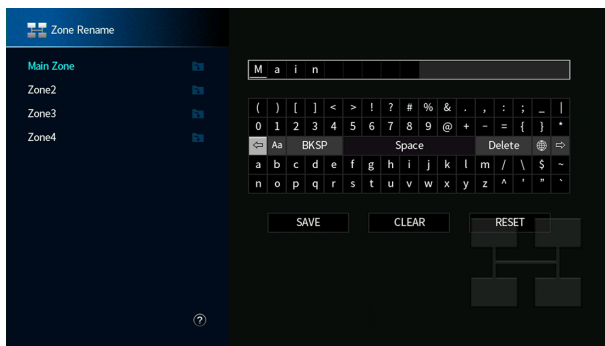 Zone Rename
Main Zone
Zone2
Zone3
Zone4
M a i n
( ) [ ] < > ! ? # % & . , : ; _ |
0 1 2 3 4 5 6 7 8 9 @ + - = { } *
⇦ Aa BKSP Space Delete ⇨
a b c d e f g h i j k l m / \ $ ~
n o p q r s t u v w x y z ^ ' " `
SAVE CLEAR RESET
?